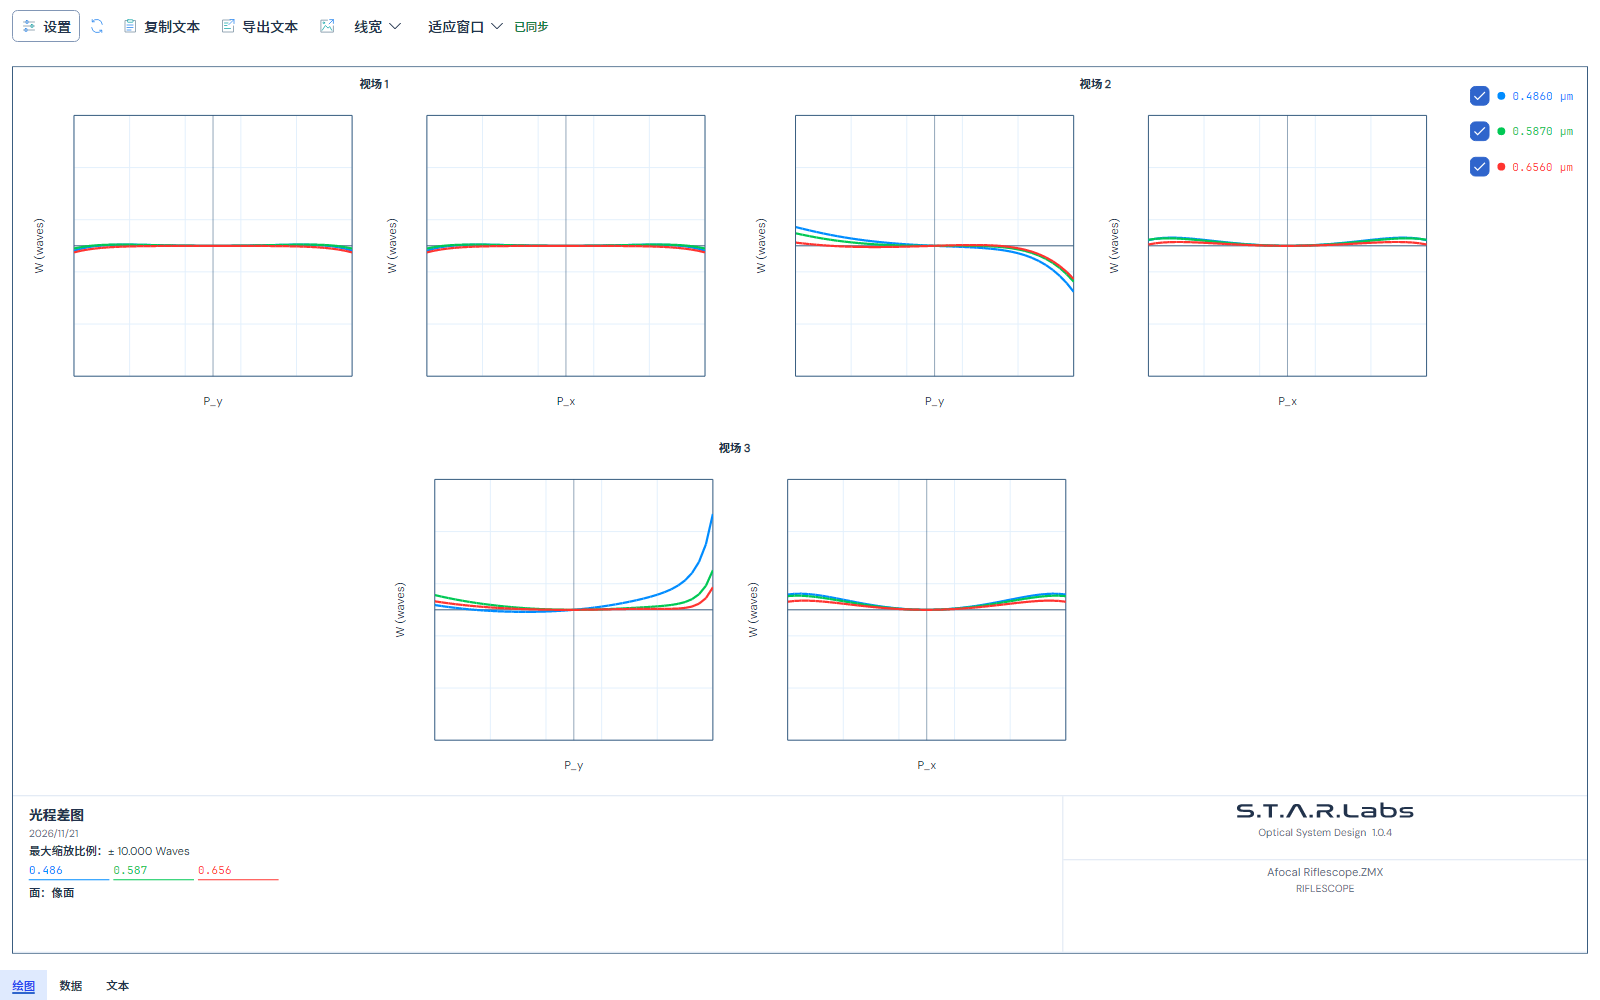 设置 复制文本 导出文本 线宽 适应窗口 已同步
视场 1
视场 2
0.4860 µm
0.5870 µm
0.6560 µm
W (waves)
W (waves)
W (waves)
W (waves)
P_y
P_x
P_y
P_x
视场 3
W (waves)
W (waves)
P_y
P_x
光程差图
2026/11/21
最大缩放比例: ± 10.000 Waves
0.486 0.587 0.656
面: 像面
S.T.A.R.Labs
Optical System Design 1.0.4
Afocal Riflescope.ZMX
RIFLESCOPE
绘图 数据 文本